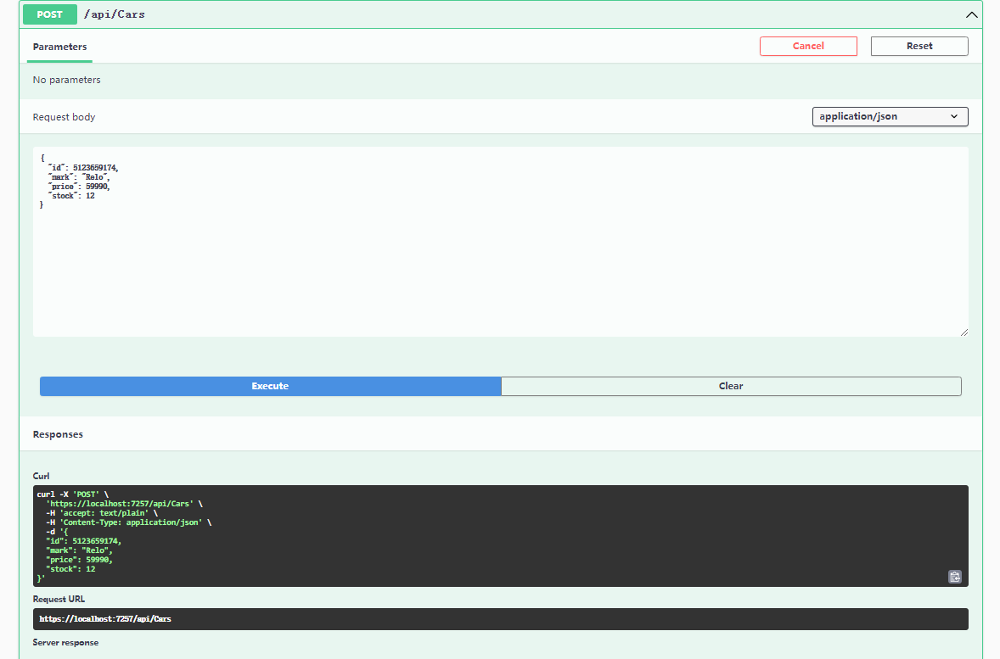 POST /api/Cars
Parameters
Cancel
Reset
No parameters
Request body
application/json
{
"id": 5123659174,
"mark": "Relo",
"price": 59990,
"stock": 12
}
Execute
Clear
Responses
Curl
curl -X 'POST' \
'https://localhost:7257/api/Cars' \
-H 'accept: text/plain' \
-H 'Content-Type: application/json' \
-d '{
"id": 5123659174,
"mark": "Relo",
"price": 59990,
"stock": 12
}'
Request URL
https://localhost:7257/api/Cars
Server response